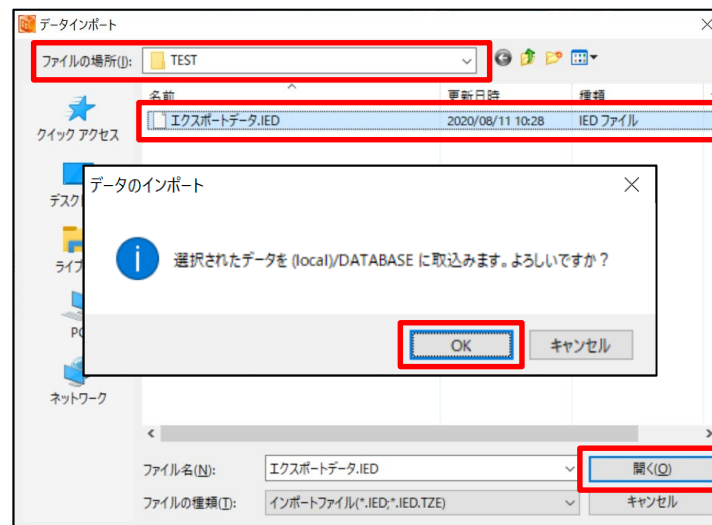 データインポート
ファイルの場所(I): TEST
名前 更新日時 種類
エクスポートデータ.IED 2020/08/11 10:28 IED ファイル
クイック アクセス
データのインポート
選択されたデータを (local)/DATABASE に取込みます。よろしいですか？
OK キャンセル
ネットワーク
ファイル名(N): エクスポートデータ.IED 開く(O)
ファイルの種類(T): インポートファイル(*.IED;*.IED.TZE) キャンセル